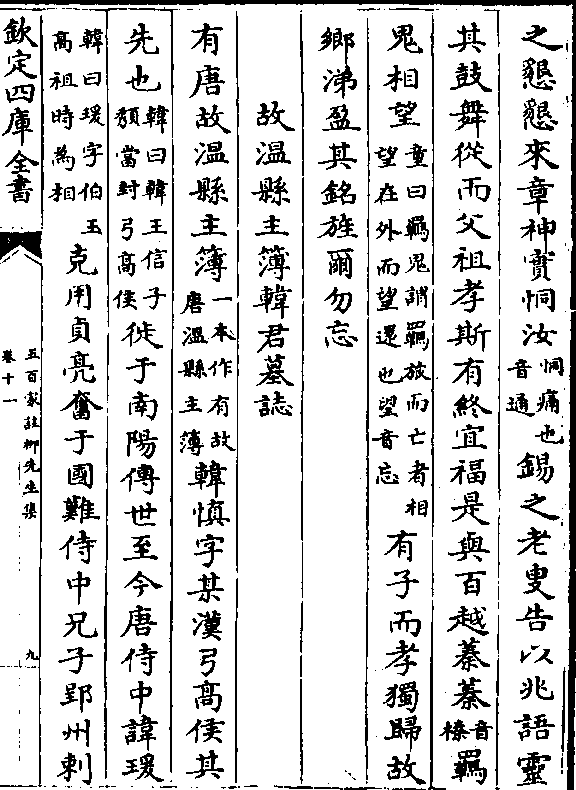 之懇懇來章神實恫汝恫痛也音通錫之老叟告以兆語靈
其鼓舞從而父祖孝斯有終宜福是與百越蓁蓁音榛羈
鬼相望童曰羈鬼謂羈旅而亡者相望在外而望還也望音忘有子而孝獨歸故
鄉涕盈其銘旌爾勿忘
故溫縣主簿韓君墓誌
有唐故溫縣主簿一本作有故唐溫縣主簿韓慎字某漢弓高侯其
先也韓曰韓王信子頹當封弓高侯徙于南陽傳世至今唐侍中諱瑗
韓曰瑗字伯玉高祖時為相克用貞亮奮于國難侍中兄子郢州刺
欽定四庫全書
五百家註柳先生集
卷十一
九